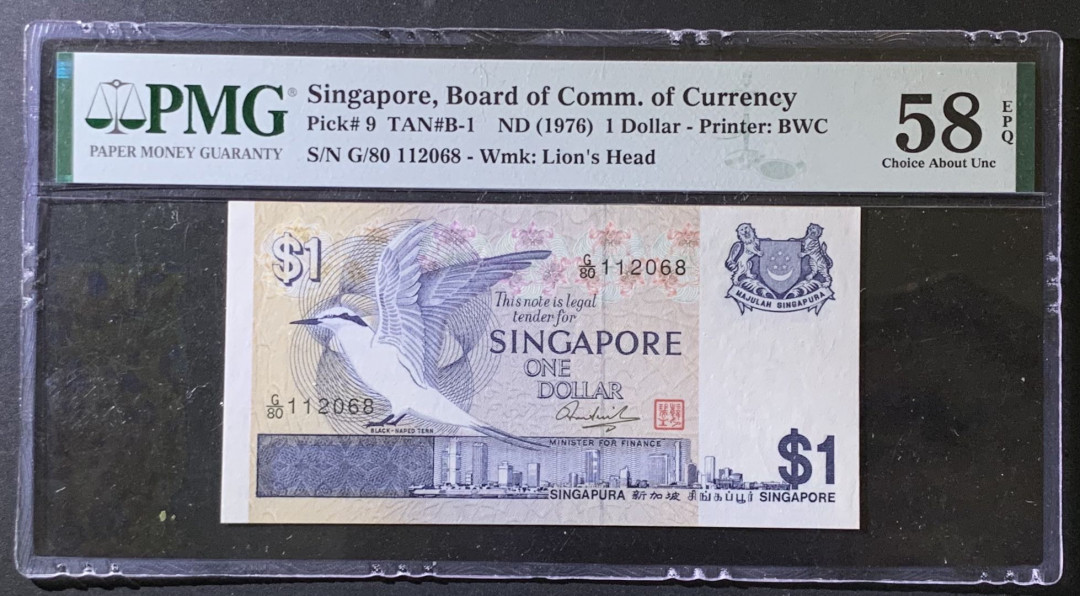 PMG®
PAPER MONEY GUARANTY
Singapore, Board of Comm. of Currency
Pick# 9 TAN#B-1 ND (1976) 1 Dollar - Printer: BWC
S/N G/80 112068 - Wmk: Lion's Head
58
Choice About Unc
EPQ
$1
G/80 112068
MAJULAH SINGAPURA
This note is legal
tender for
SINGAPORE
ONE
DOLLAR
G/80 112068
BLACK-NAPED TERN
MINISTER FOR FINANCE
$1
SINGAPURA 新加坡 சிங்கப்பூர் SINGAPORE